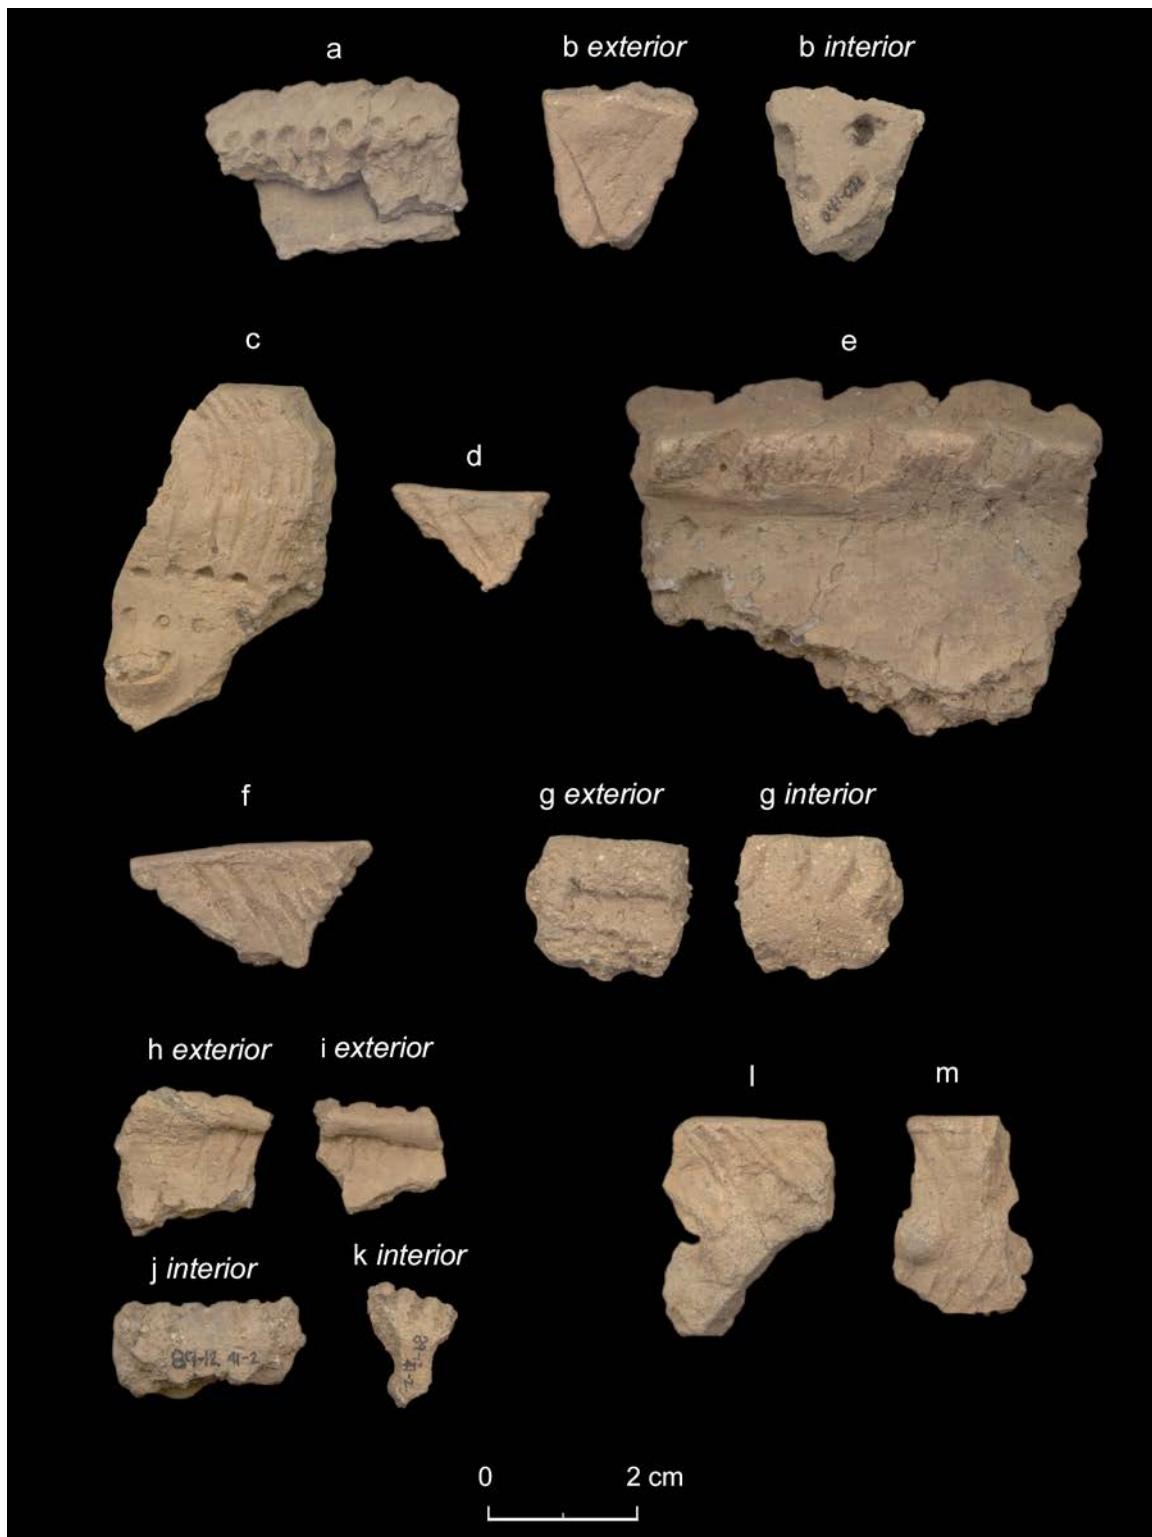 a
b exterior
b interior
c
e
d
f
g exterior
g interior
h exterior
i exterior
l
m
j interior
k interior
89-12 41-2
0
2 cm